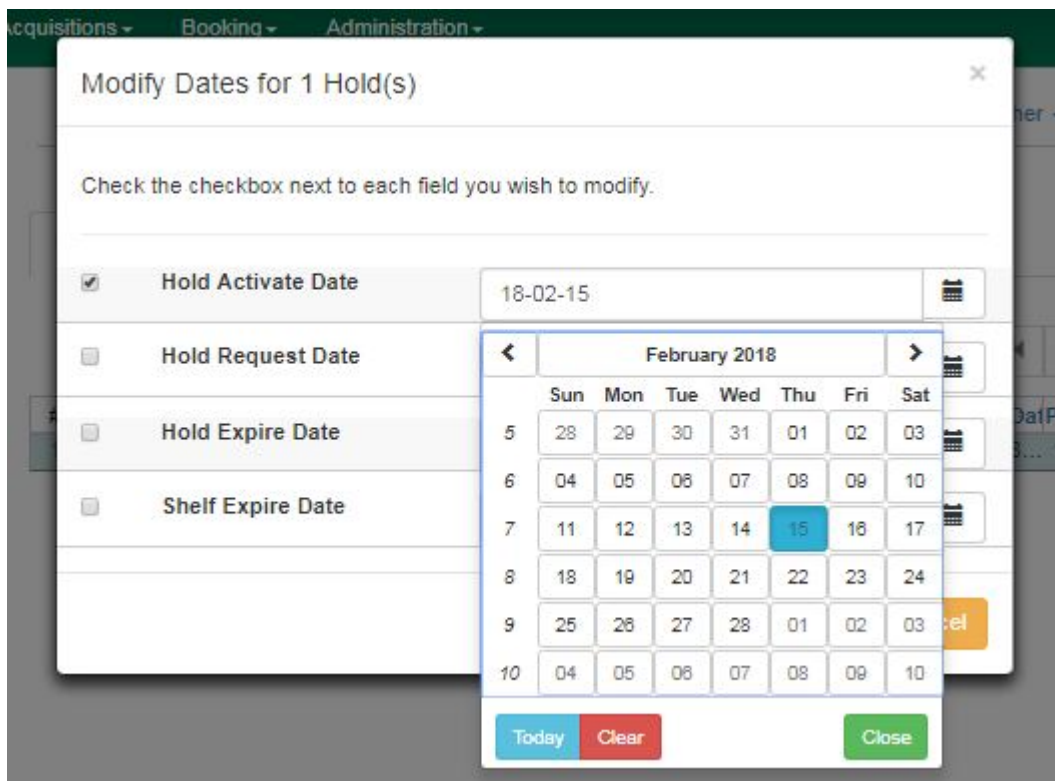 Acquisitions Booking Administration
Modify Dates for 1 Hold(s) ×
Check the checkbox next to each field you wish to modify.
Hold Activate Date 18-02-15
Hold Request Date
Hold Expire Date
Shelf Expire Date
February 2018
Sun Mon Tue Wed Thu Fri Sat
5 28 29 30 31 01 02 03
6 04 05 06 07 08 09 10
7 11 12 13 14 15 16 17
8 18 19 20 21 22 23 24
9 25 26 27 28 01 02 03
10 04 05 06 07 08 09 10
Today Clear Close